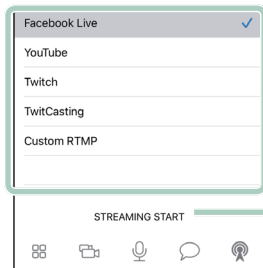 Facebook Live
YouTube
Twitch
TwitCasting
Custom RTMP
STREAMING START